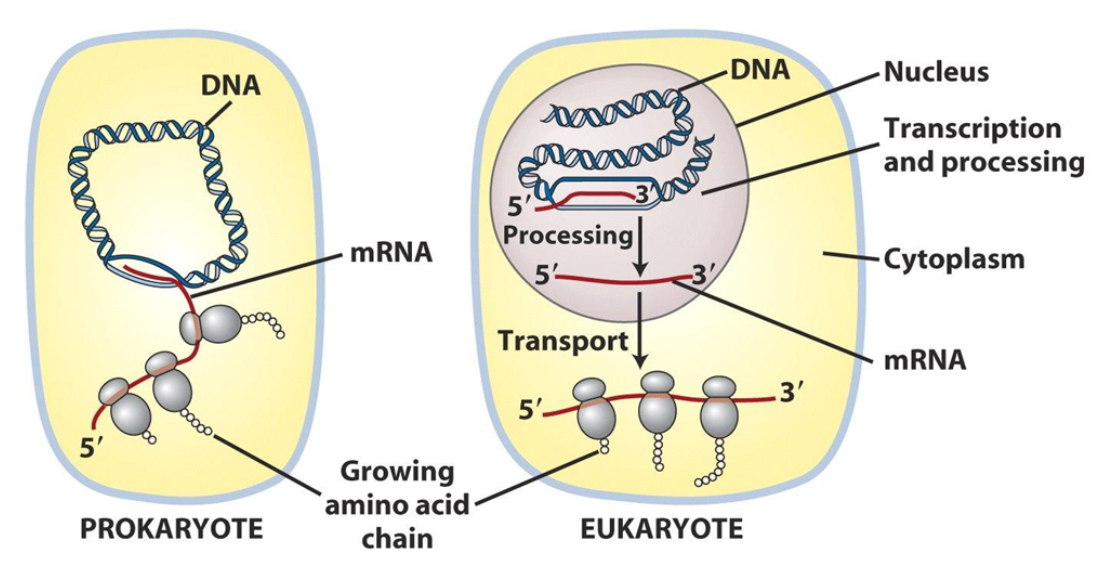 DNA
mRNA
5′
Growing
amino acid
chain
PROKARYOTE
DNA
Nucleus
Transcription
and processing
5′
3′
Processing
5′
3′
Cytoplasm
Transport
mRNA
5′
3′
EUKARYOTE